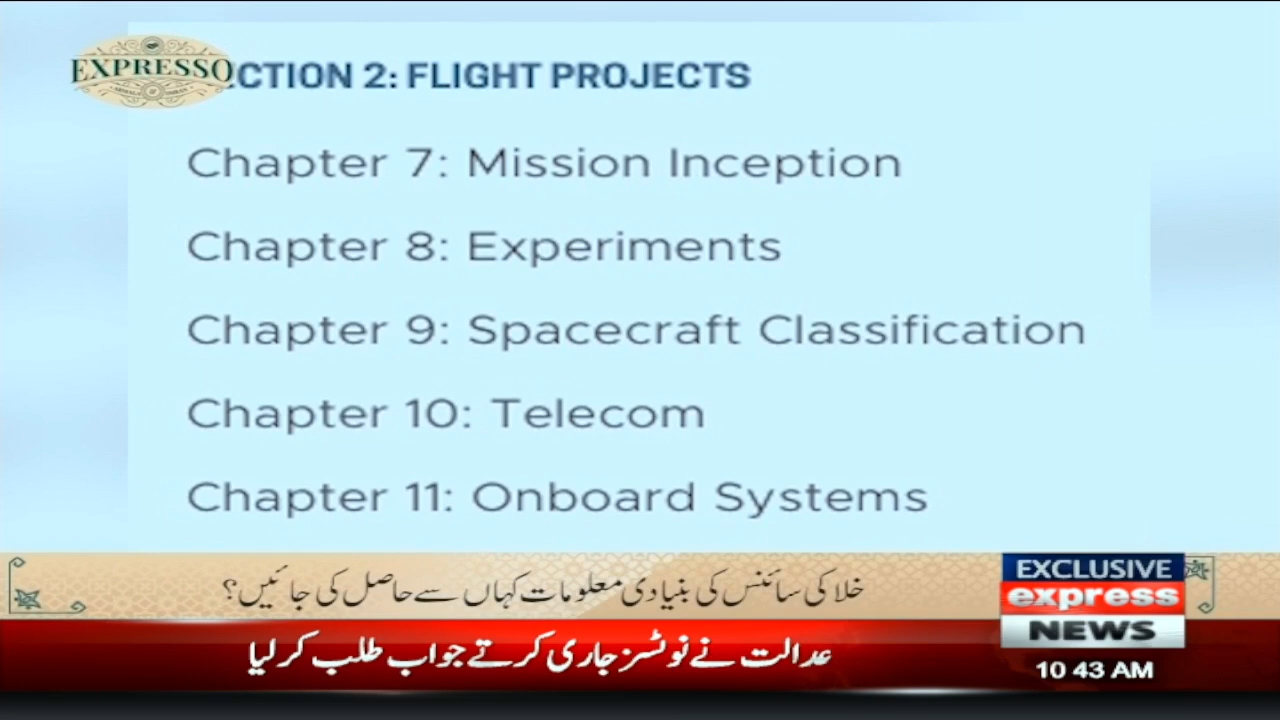 EXPRESSO
CTION 2: FLIGHT PROJECTS
Chapter 7: Mission Inception
Chapter 8: Experiments
Chapter 9: Spacecraft Classification
Chapter 10: Telecom
Chapter 11: Onboard Systems
خلا کی سائنس کی بنیادی معلومات کہاں سے حاصل کی جائیں؟
EXCLUSIVE
express
NEWS
عدالت نے نوٹسز جاری کرتے جواب طلب کر لیا
10 43 AM